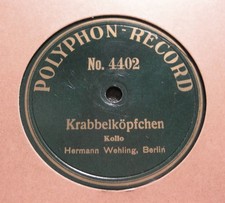 POLYPHON-RECORD
No. 4402
Krabbelköpfchen
Kollo
Hermann Wehling, Berlin